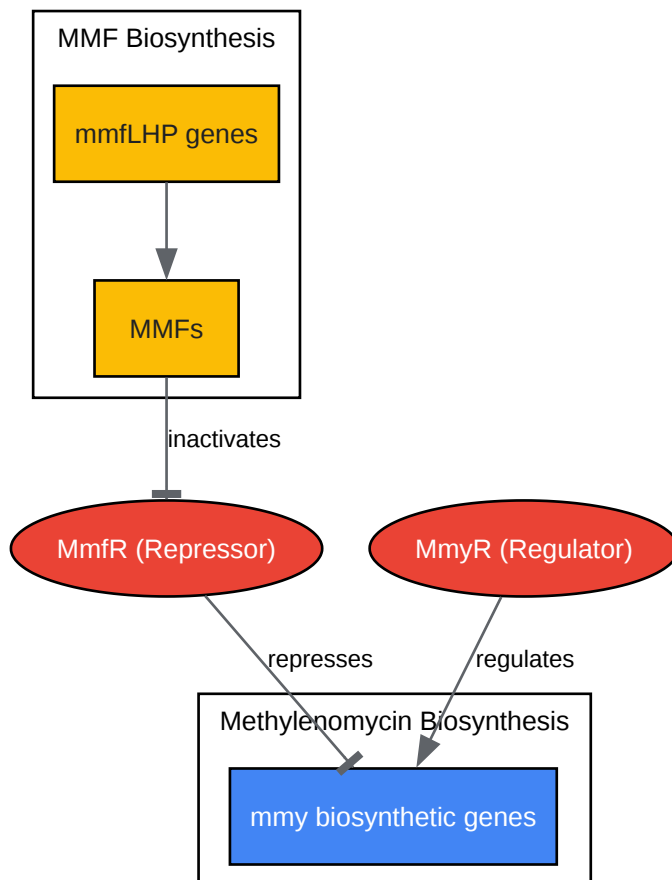 MMF Biosynthesis
mmfLHP genes
MMFs
inactivates
MmfR (Repressor)
MmyR (Regulator)
represses
regulates
Methylenomycin Biosynthesis
mmy biosynthetic genes